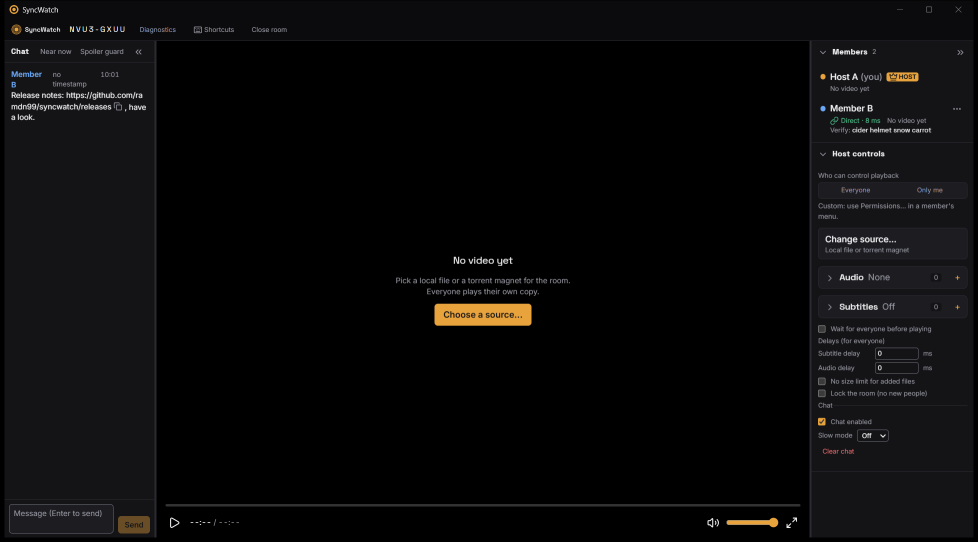 SyncWatch
SyncWatch NVU3-GXUU Diagnostics Shortcuts Close room
Chat Near now Spoiler guard
Member B no timestamp 10:01
Release notes: https://github.com/ra
mdn99/syncwatch/releases , have
a look.
Message (Enter to send)
Send
No video yet
Pick a local file or a torrent magnet for the room.
Everyone plays their own copy.
Choose a source...
--:-- / --:--
Members 2
Host A (you) HOST
No video yet
Member B
Direct · 8 ms No video yet
Verify: cider helmet snow carrot
Host controls
Who can control playback
Everyone Only me
Custom: use Permissions... in a member's
menu.
Change source...
Local file or torrent magnet
Audio None 0 +
Subtitles Off 0 +
Wait for everyone before playing
Delays (for everyone)
Subtitle delay 0 ms
Audio delay 0 ms
No size limit for added files
Lock the room (no new people)
Chat
Chat enabled
Slow mode Off
Clear chat